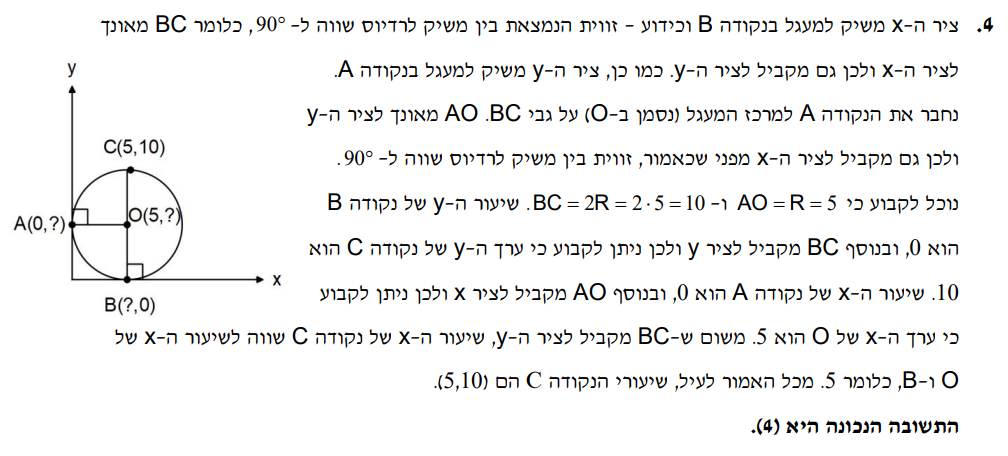 4. ציר ה-x משיק למעגל בנקודה B וכידוע - זווית הנמצאת בין משיק לרדיוס שווה ל- 90°, כלומר BC מאונך
לציר ה-x ולכן גם מקביל לציר ה-y. כמו כן, ציר ה-y משיק למעגל בנקודה A.
נחבר את הנקודה A למרכז המעגל (נסמן ב-O) על גבי BC. AO מאונך לציר ה-y
ולכן גם מקביל לציר ה-x מפני שכאמור, זווית בין משיק לרדיוס שווה ל- 90°.
נוכל לקבוע כי AO = R = 5 ו- BC = 2R = 2·5 = 10. שיעור ה-y של נקודה B
הוא 0, ובנוסף BC מקביל לציר y ולכן ניתן לקבוע כי ערך ה-y של נקודה C הוא
10. שיעור ה-x של נקודה A הוא 0, ובנוסף AO מקביל לציר x ולכן ניתן לקבוע
כי ערך ה-x של O הוא 5. משום ש-BC מקביל לציר ה-y, שיעור ה-x של נקודה C שווה לשיעור ה-x של
O ו-B, כלומר 5. מכל האמור לעיל, שיעורי הנקודה C הם (5,10).
התשובה הנכונה היא (4).
y
C(5,10)
A(0,?)
O(5,?)
x
B(?,0)